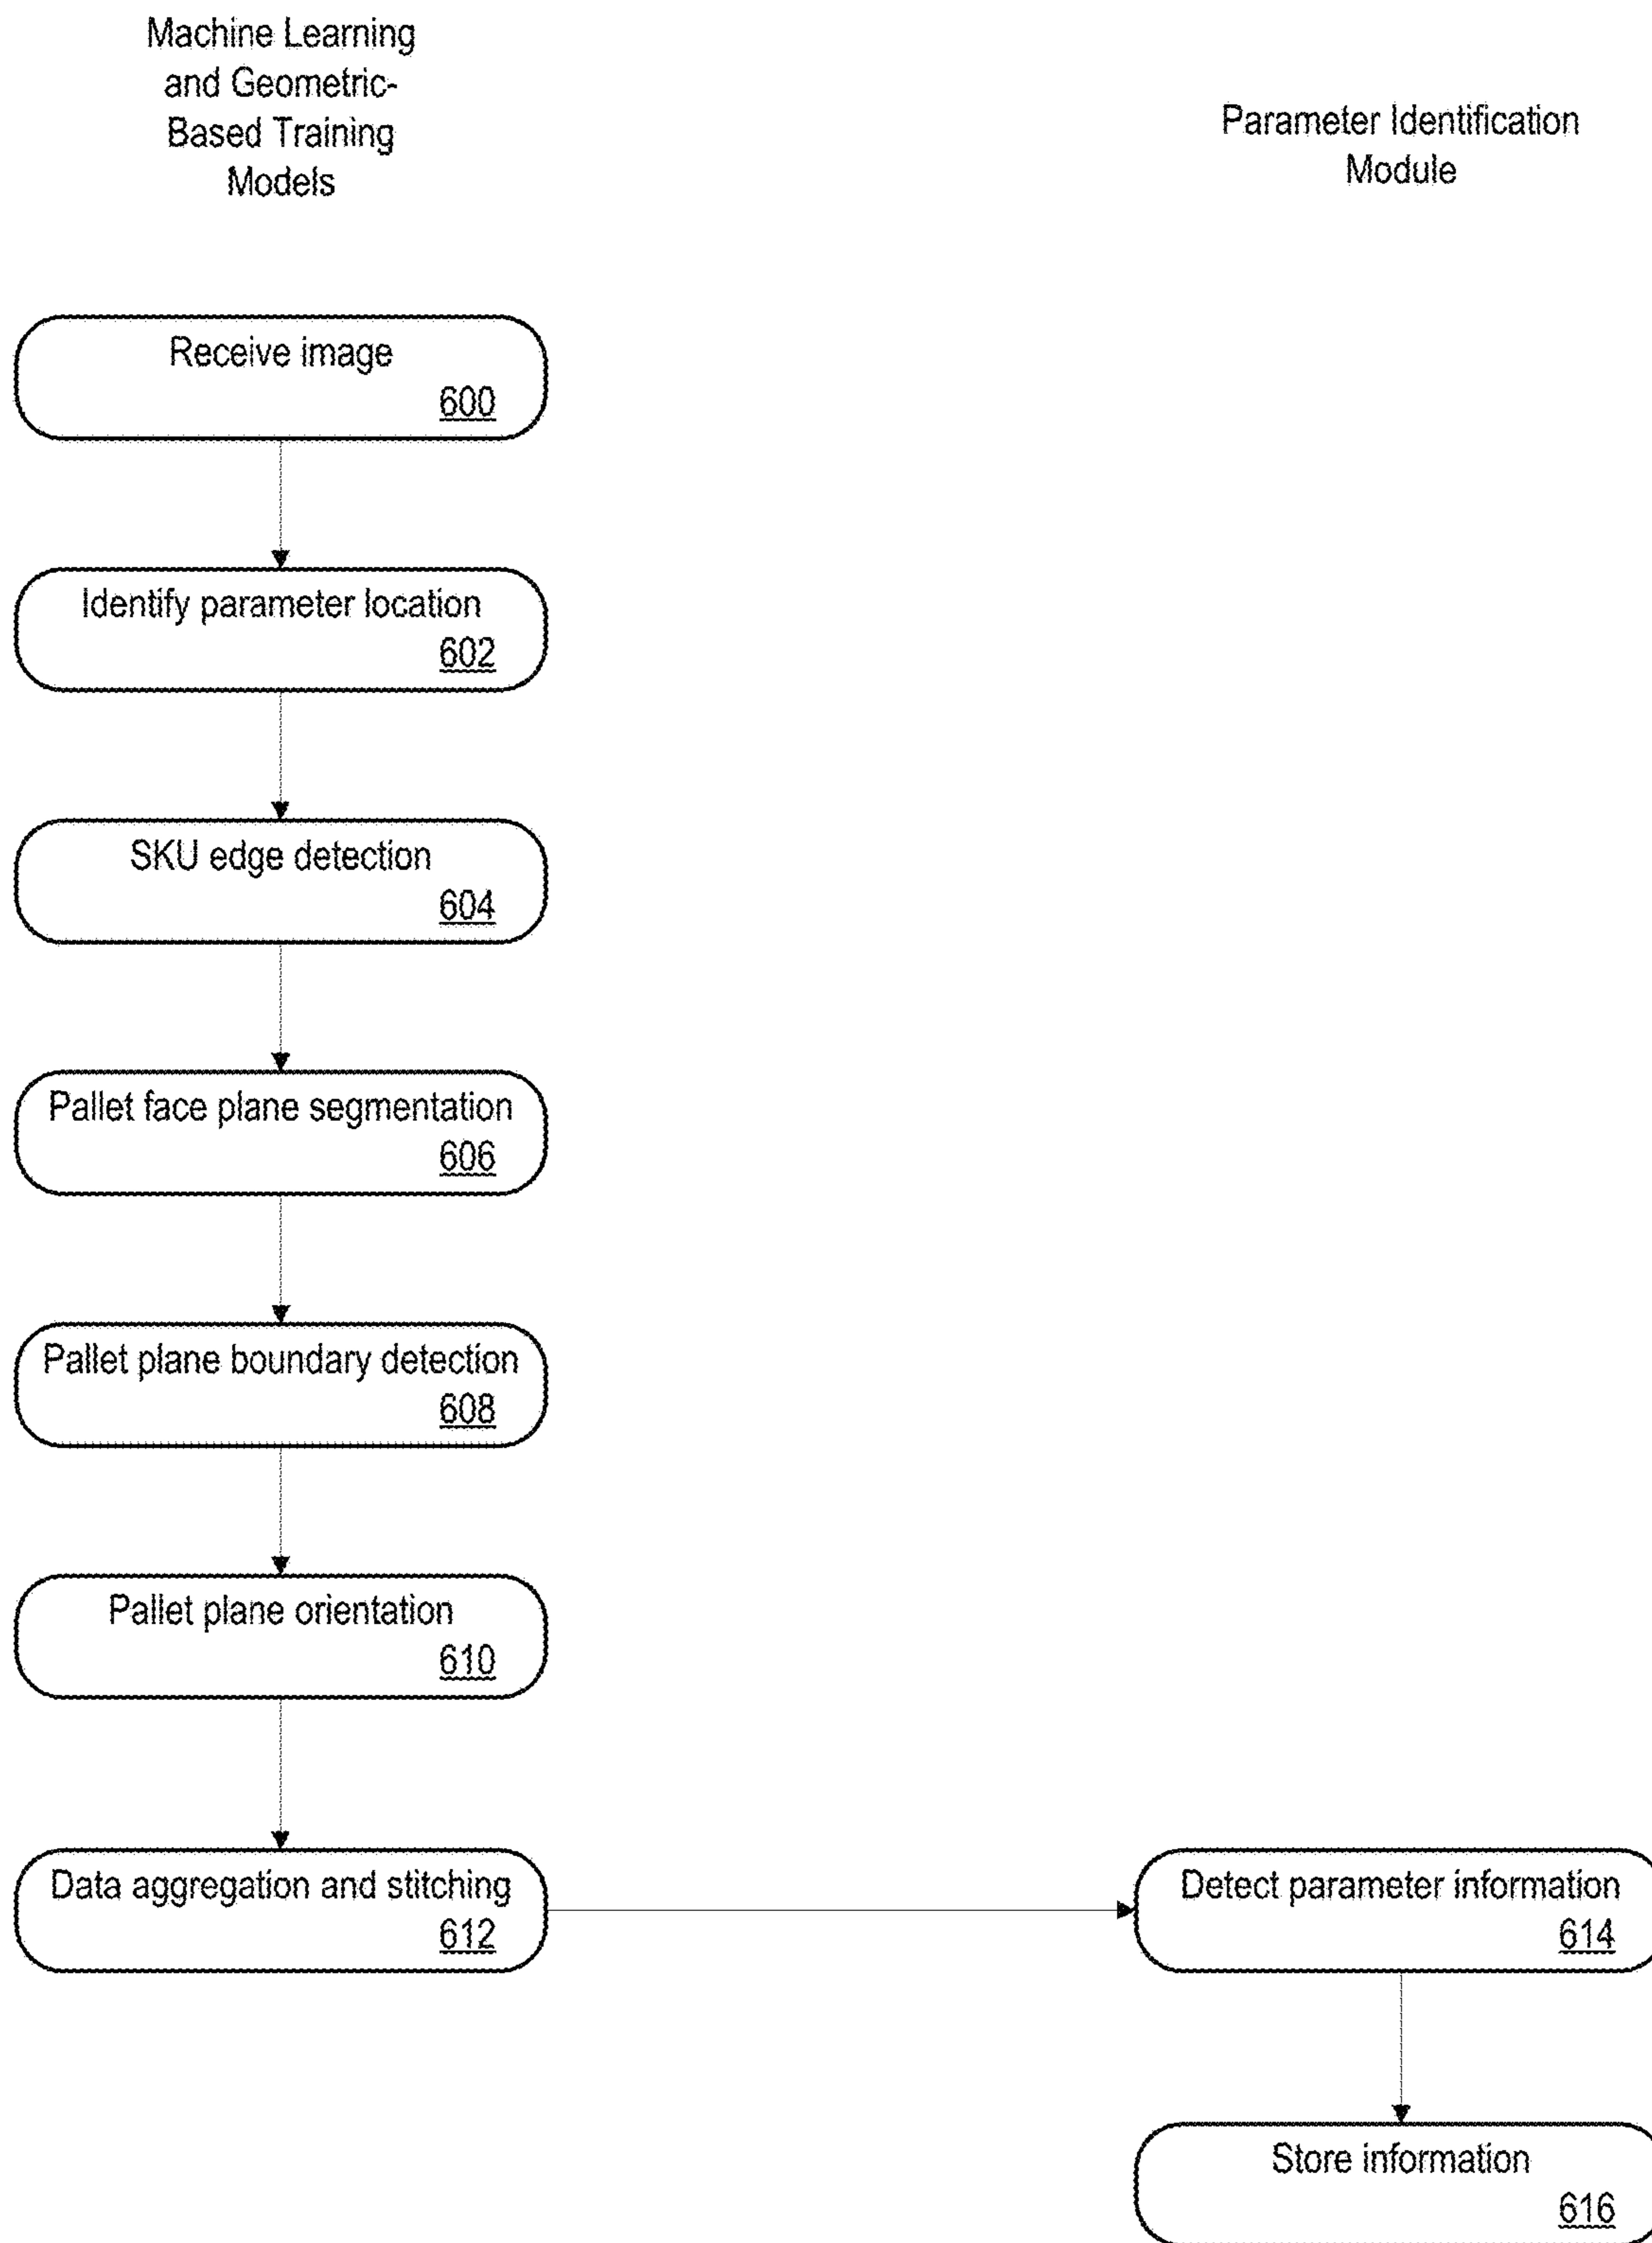 Machine Learning
and Geometric-
Based Training
Models
Parameter Identification
Module
Receive image
600
Identify parameter location
602
SKU edge detection
604
Pallet face plane segmentation
606
Pallet plane boundary detection
608
Pallet plane orientation
610
Data aggregation and stitching
612
Detect parameter information
614
Store information
616